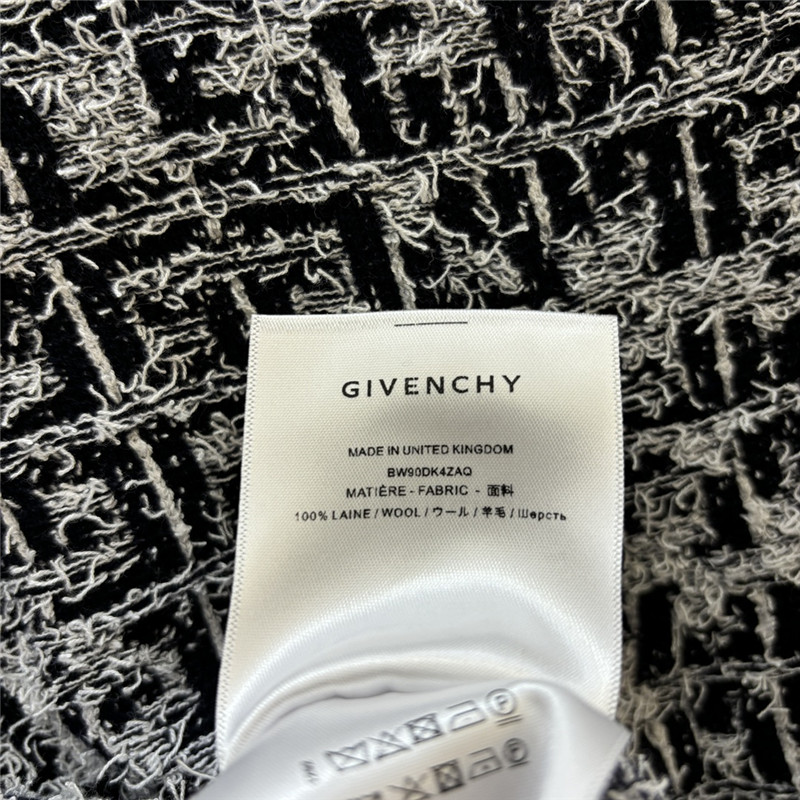 GIVENCHY
MADE IN UNITED KINGDOM
BW90DK4ZAQ
MATIÈRE - FABRIC - 面料
100% LAINE / WOOL / ウール / 羊毛 / Шерсть